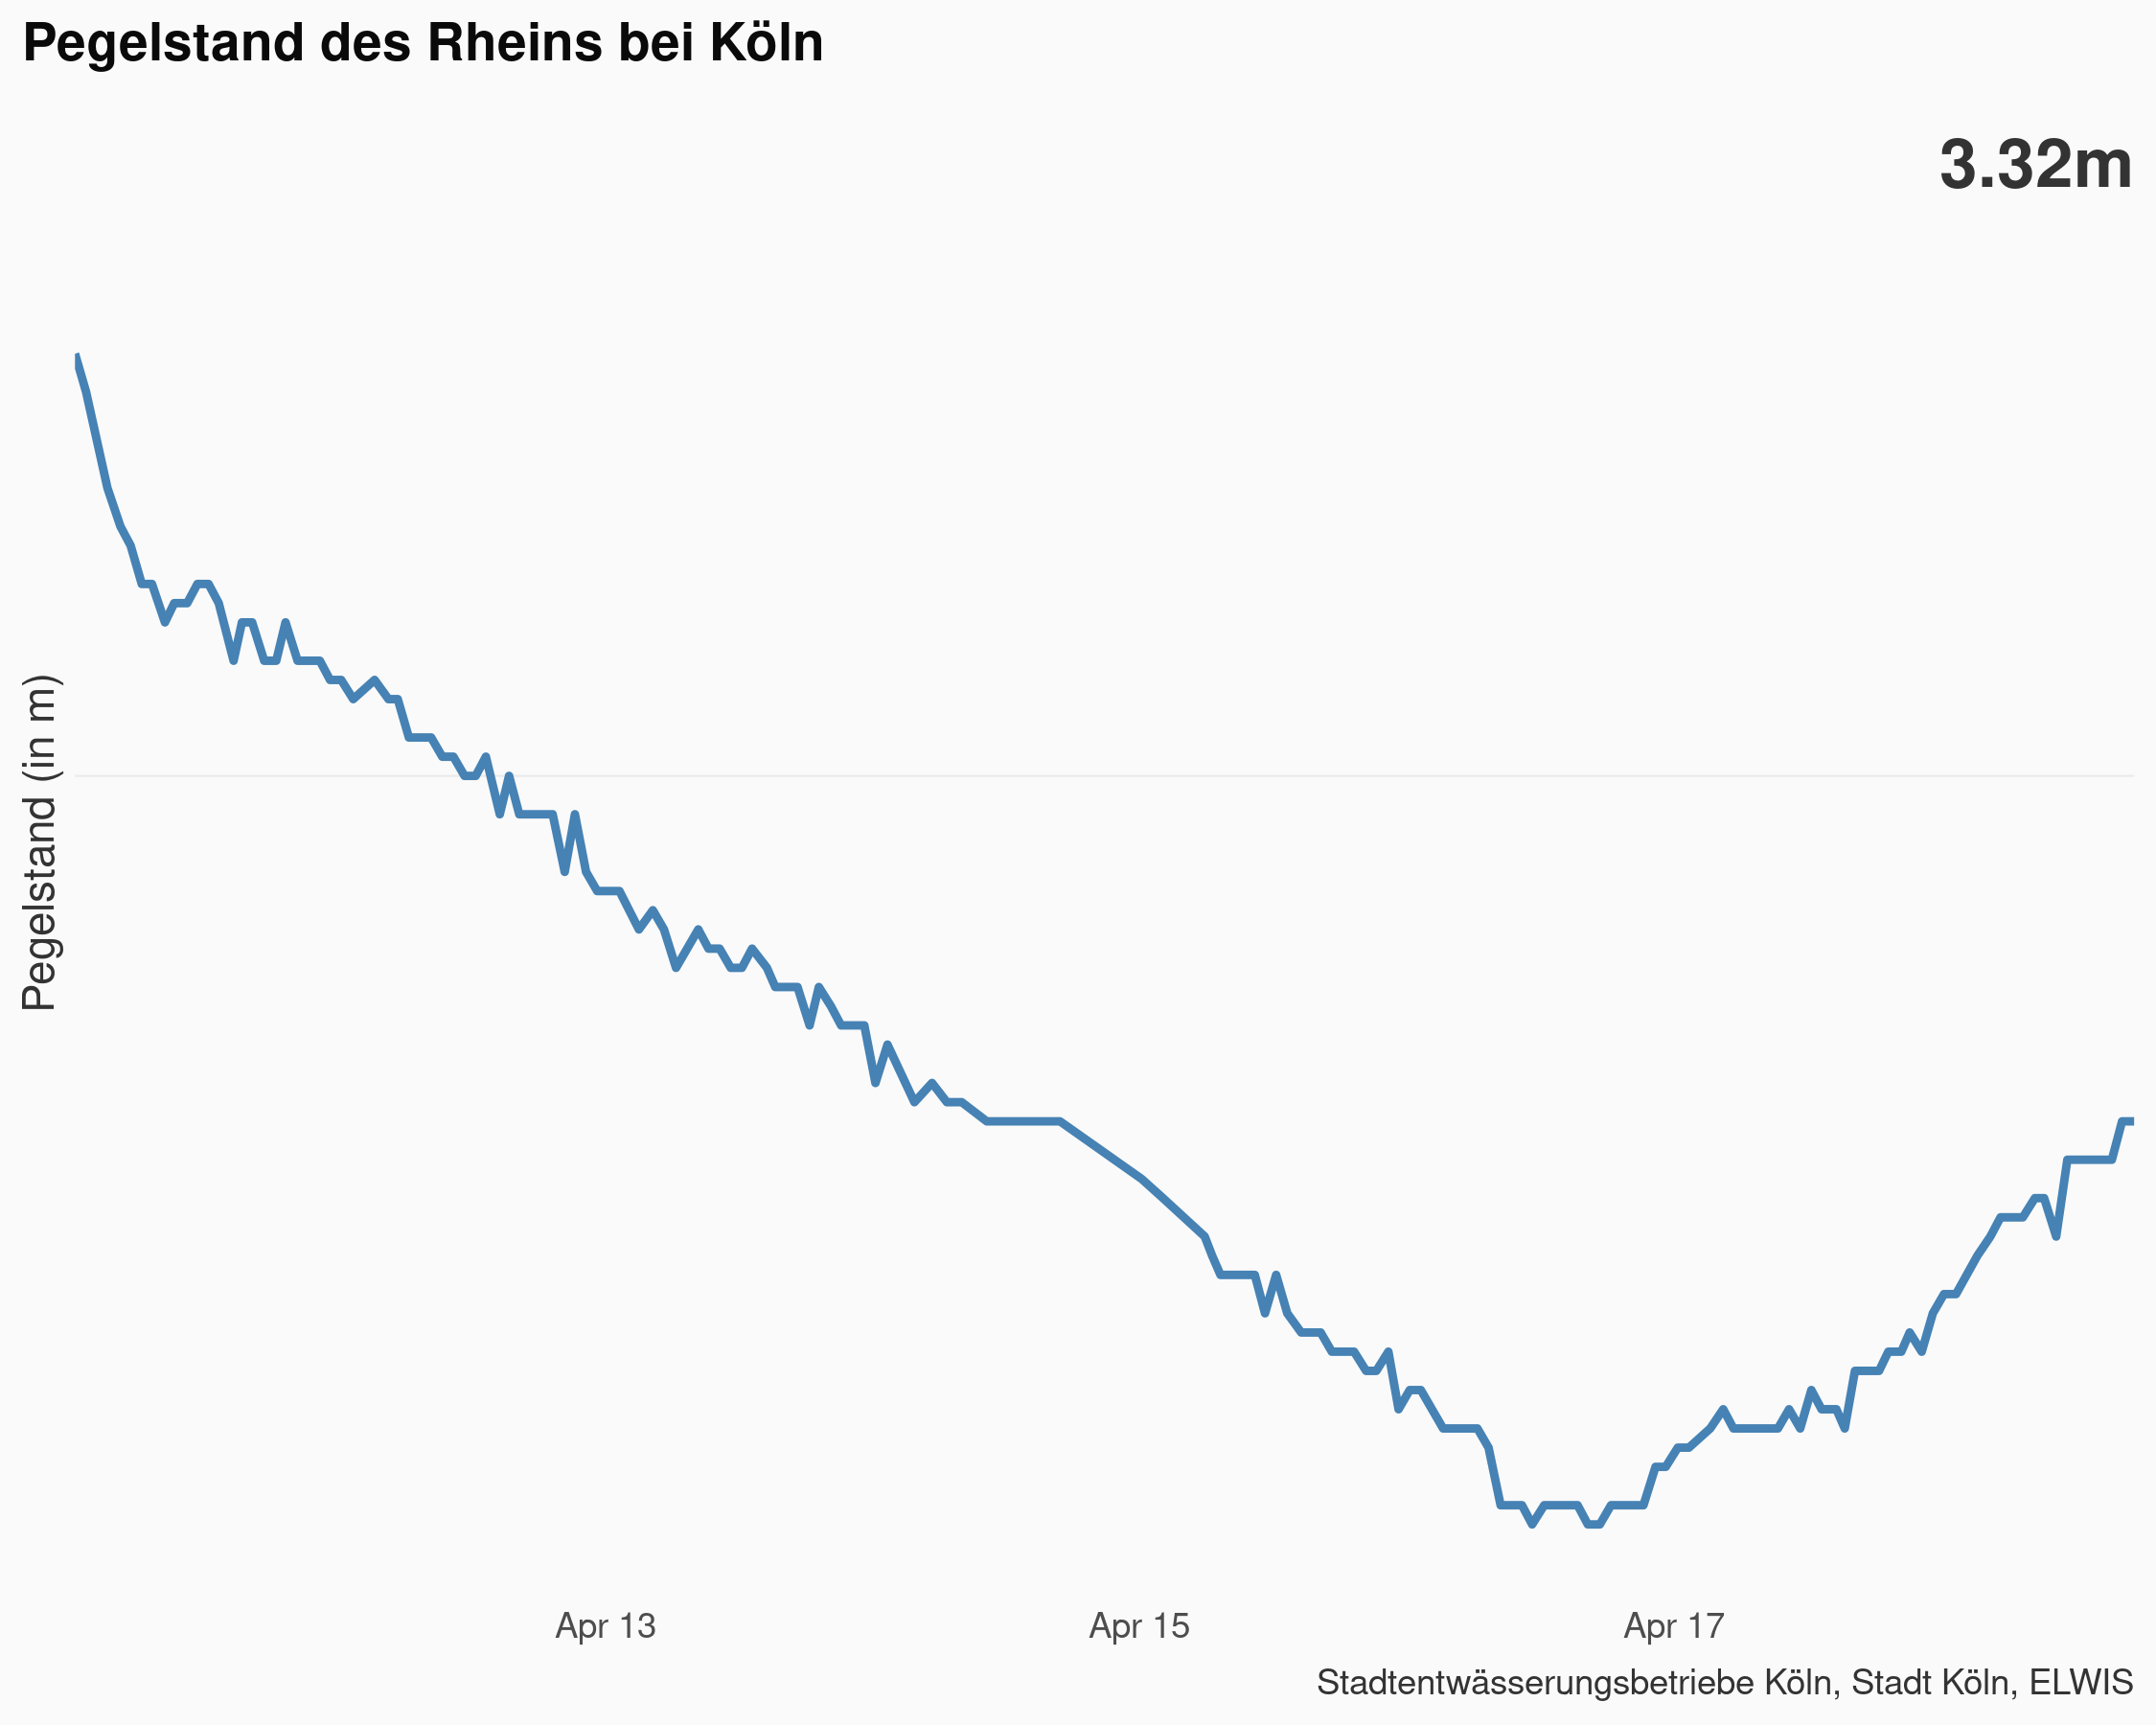 Pegelstand des Rheins bei Köln
3.32m
Pegelstand (in m)
Apr 13
Apr 15
Apr 17
Stadtentwässerungsbetriebe Köln, Stadt Köln, ELWIS